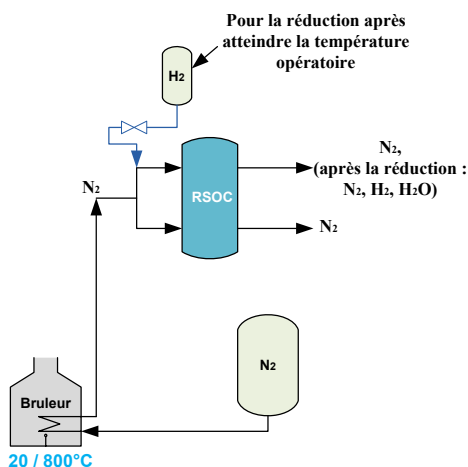 Pour la réduction après
atteindre la température
opératoire
H2
N2,
(après la réduction :
N2, H2, H2O)
N2
RSOC
N2
N2
Bruleur
20 / 800°C